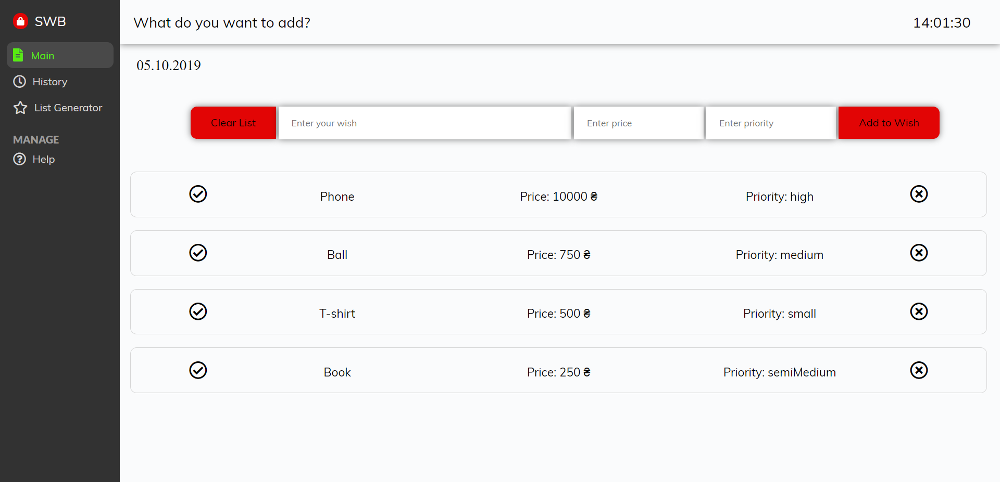 SWB
Main
History
List Generator
MANAGE
Help
What do you want to add?
14:01:30
05.10.2019
Clear List
Enter your wish
Enter price
Enter priority
Add to Wish
Phone Price: 10000 ₴ Priority: high
Ball Price: 750 ₴ Priority: medium
T-shirt Price: 500 ₴ Priority: small
Book Price: 250 ₴ Priority: semiMedium